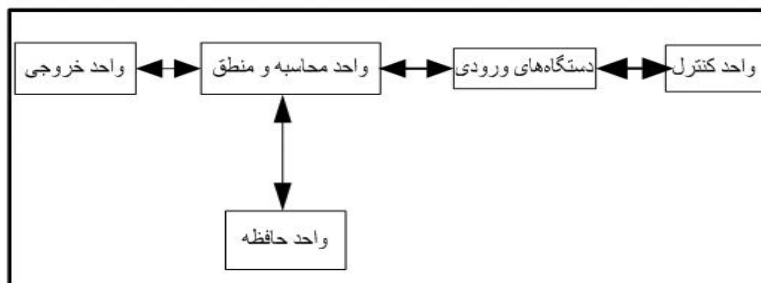 واحد کنترل
دستگاه‌های ورودی
واحد محاسبه و منطق
واحد خروجی
واحد حافظه